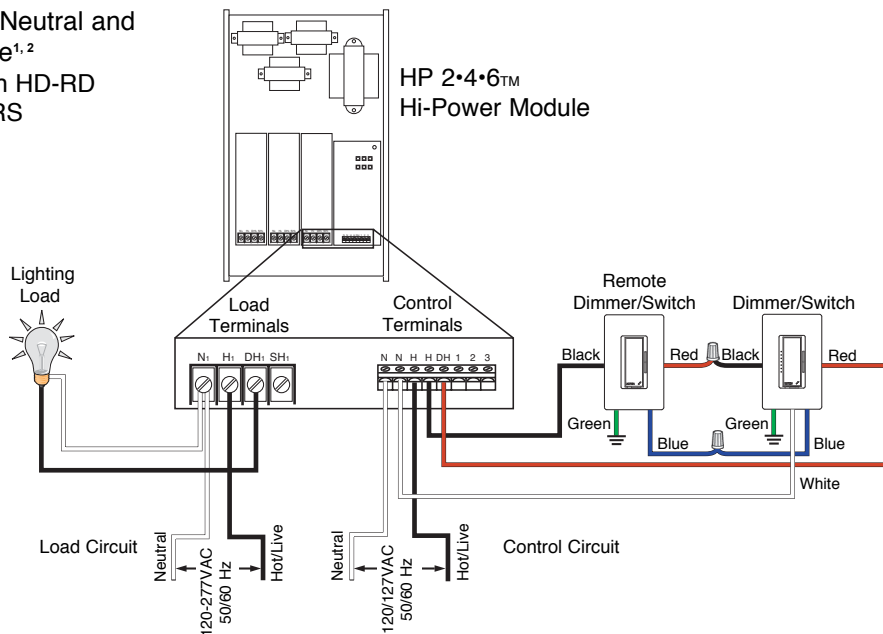 Neutral and
e1, 2
n HD-RD
RS
HP 2•4•6TM
Hi-Power Module
Lighting
Load
Load
Terminals
Control
Terminals
Remote
Dimmer/Switch
Dimmer/Switch
N1 H1 DH1 SH1
N N H H DH 1 2 3
Black
Red
Black
Red
Green
Blue
Green
Blue
White
Load Circuit
Neutral
120-277VAC
50/60 Hz
Hot/Live
Neutral
120/127VAC
50/60 Hz
Hot/Live
Control Circuit